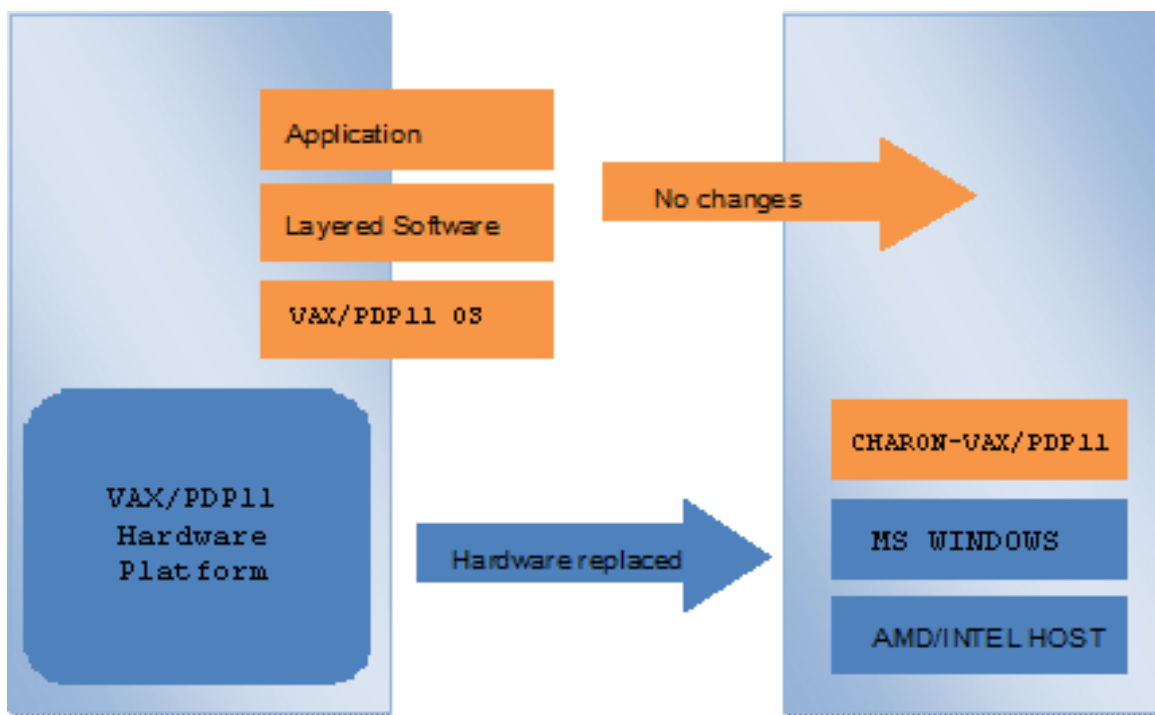 Application
Layered Software
VAX/PDP11 OS
No changes
VAX/PDP11
Hardware
Platform
Hardware replaced
CHARON-VAX/PDP11
MS WINDOWS
AMD/INTEL HOST